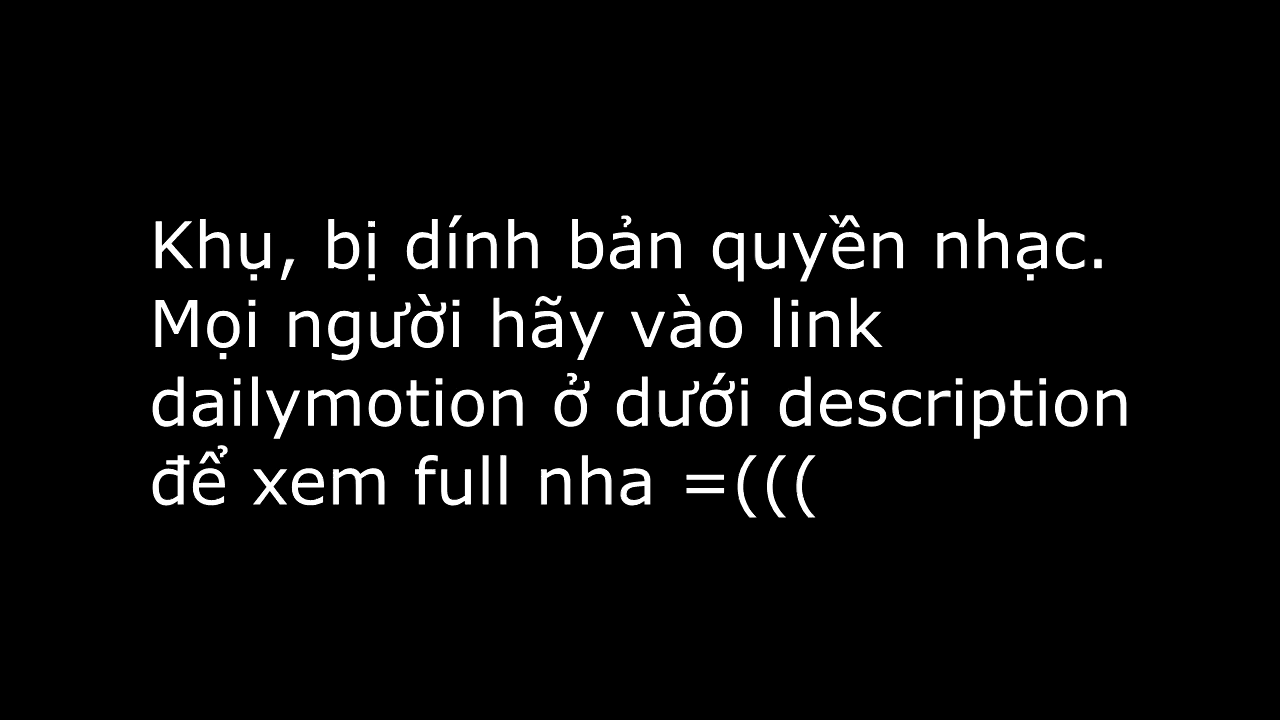 Khụ, bị dính bản quyền nhạc.
Mọi người hãy vào link
dailymotion ở dưới description
để xem full nha =(((